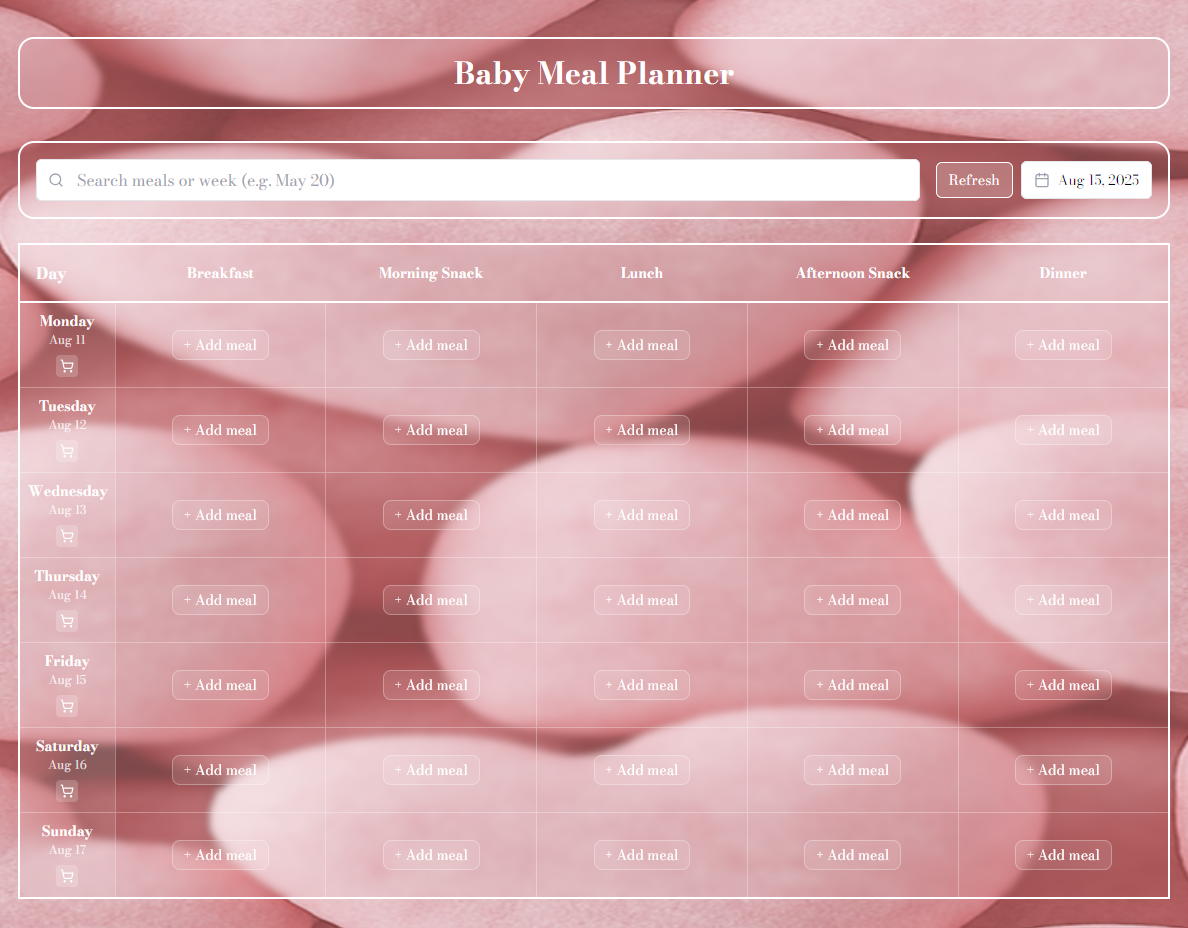 Baby Meal Planner
Search meals or week (e.g. May 20)
Refresh
Aug 15, 2025
Day Breakfast Morning Snack Lunch Afternoon Snack Dinner
Monday
Aug 11
+ Add meal + Add meal + Add meal + Add meal + Add meal
Tuesday
Aug 12
+ Add meal + Add meal + Add meal + Add meal + Add meal
Wednesday
Aug 13
+ Add meal + Add meal + Add meal + Add meal + Add meal
Thursday
Aug 14
+ Add meal + Add meal + Add meal + Add meal + Add meal
Friday
Aug 15
+ Add meal + Add meal + Add meal + Add meal + Add meal
Saturday
Aug 16
+ Add meal + Add meal + Add meal + Add meal + Add meal
Sunday
Aug 17
+ Add meal + Add meal + Add meal + Add meal + Add meal